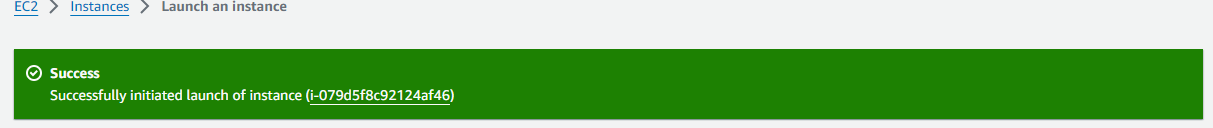 EC2 > Instances > Launch an instance
Success
Successfully initiated launch of instance (i-079d5f8c92124af46)